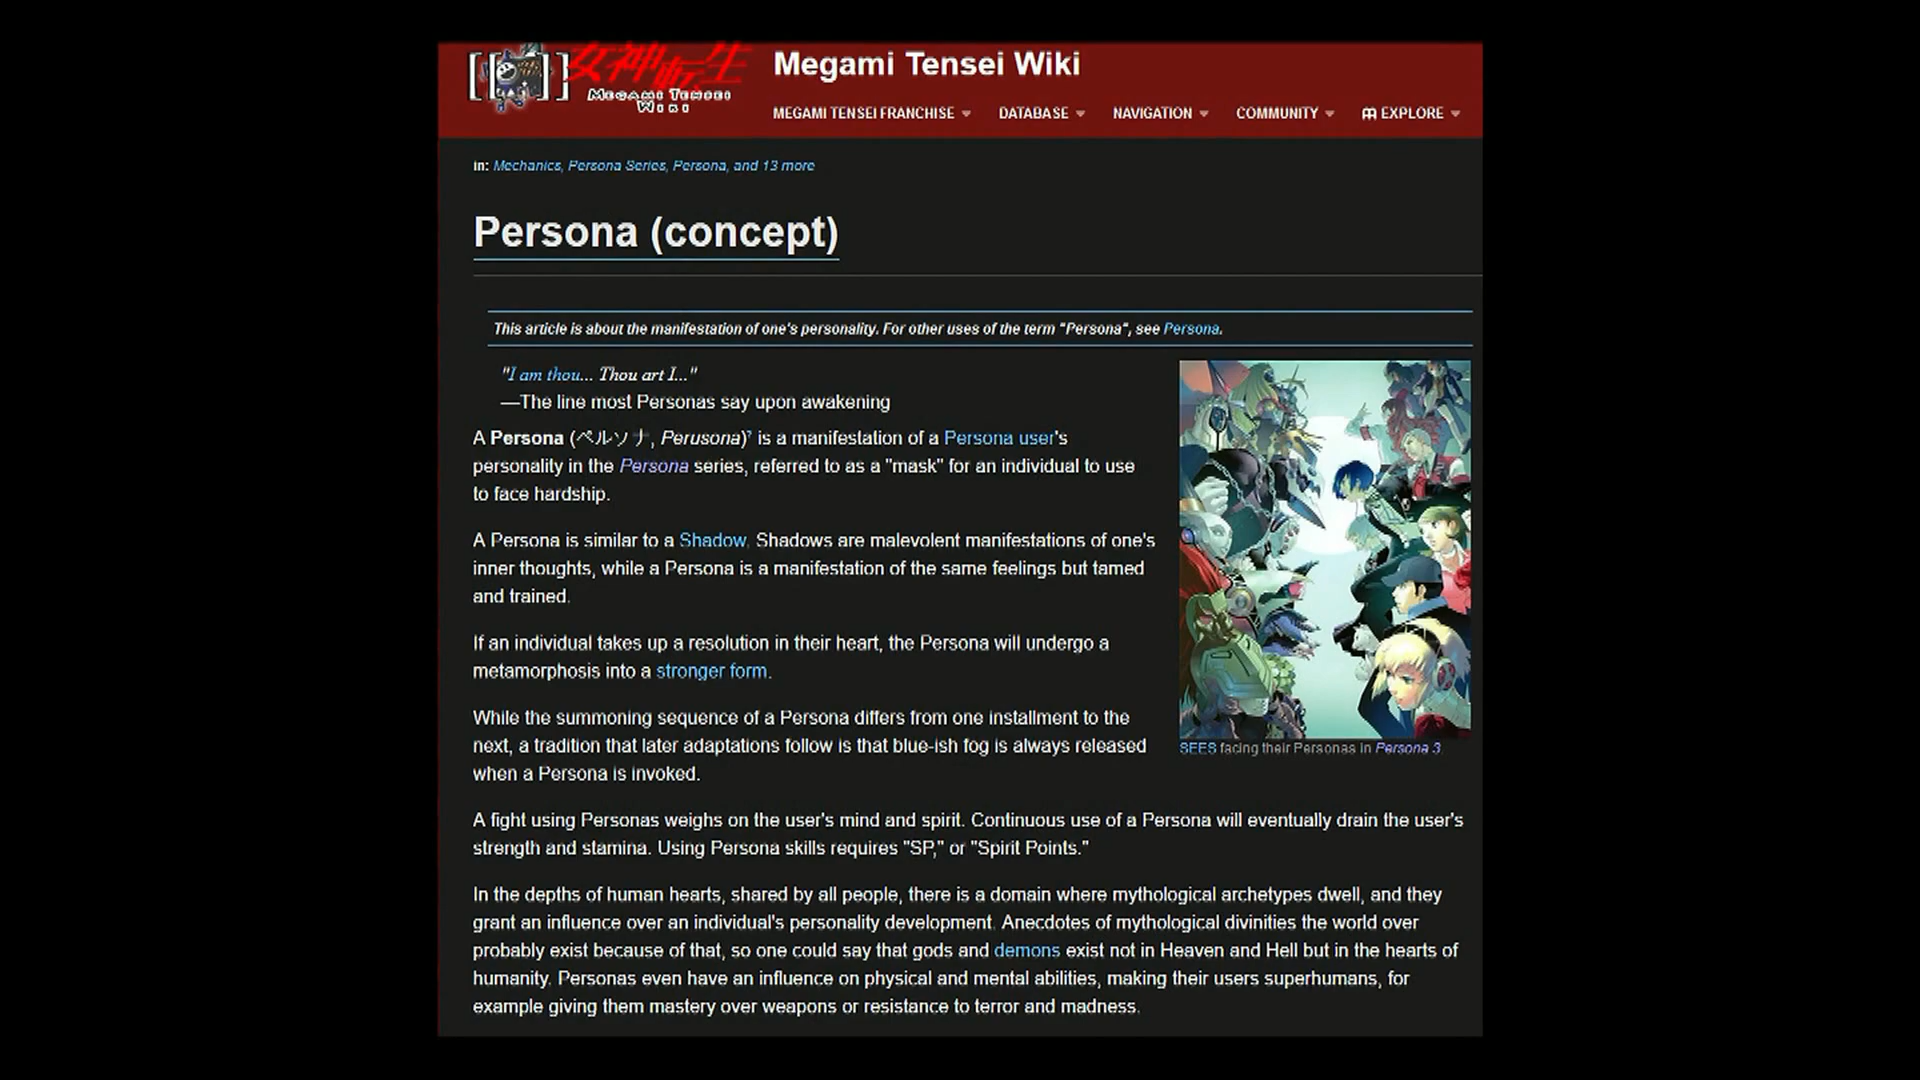 女神転生
MEGAMI TENSEI
WIKI
Megami Tensei Wiki
MEGAMI TENSEI FRANCHISE DATABASE NAVIGATION COMMUNITY EXPLORE
in: Mechanics, Persona Series, Persona, and 13 more
Persona (concept)
This article is about the manifestation of one's personality. For other uses of the term "Persona", see Persona.
"I am thou... Thou art I..."
—The line most Personas say upon awakening
A Persona (ペルソナ, Perusona)? is a manifestation of a Persona user's
personality in the Persona series, referred to as a "mask" for an individual to use
to face hardship.
A Persona is similar to a Shadow. Shadows are malevolent manifestations of one's
inner thoughts, while a Persona is a manifestation of the same feelings but tamed
and trained.
If an individual takes up a resolution in their heart, the Persona will undergo a
metamorphosis into a stronger form.
While the summoning sequence of a Persona differs from one installment to the
next, a tradition that later adaptations follow is that blue-ish fog is always released
when a Persona is invoked.
SEES facing their Personas in Persona 3.
A fight using Personas weighs on the user's mind and spirit. Continuous use of a Persona will eventually drain the user's
strength and stamina. Using Persona skills requires "SP," or "Spirit Points."
In the depths of human hearts, shared by all people, there is a domain where mythological archetypes dwell, and they
grant an influence over an individual's personality development. Anecdotes of mythological divinities the world over
probably exist because of that, so one could say that gods and demons exist not in Heaven and Hell but in the hearts of
humanity. Personas even have an influence on physical and mental abilities, making their users superhumans, for
example giving them mastery over weapons or resistance to terror and madness.